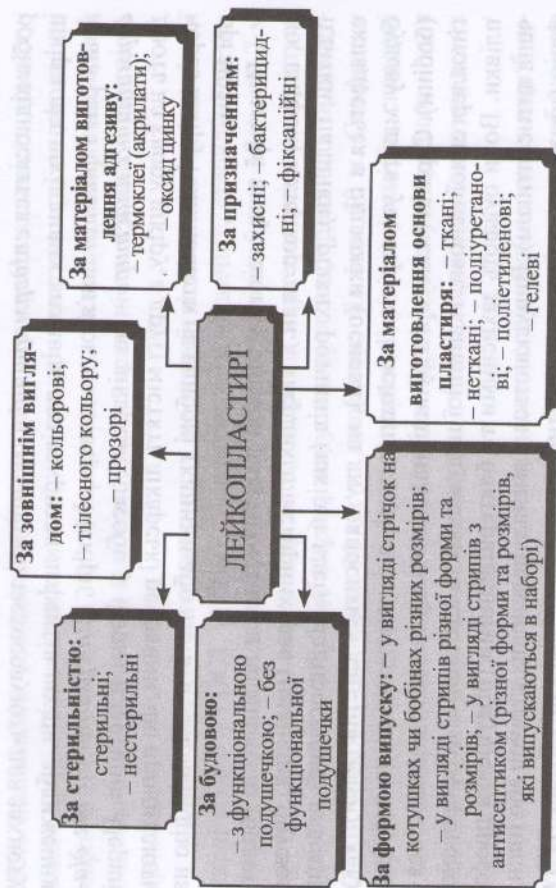 За стерильністю: –
стерильні;
– нестерильні
За зовнішнім вигля-
дом: – кольорові;
– тілесного кольору;
– прозорі
За матеріалом виготов-
лення адгезиву:
– термоклеї (акрилати);
– оксид цинку
За будовою:
– з функціональною
подушечкою; – без
функціональної
подушечки
ЛЕЙКОПЛАСТИРІ
За призначенням:
– захисні; – бактерицид-
ні; – фіксаційні
За формою випуску: – у вигляді стрічок на
котушках чи бобінах різних розмірів;
– у вигляді стрипів різної форми та
розмірів; – у вигляді стрипів з
антисептиком (різної форми та розмірів,
які випускаються в наборі)
За матеріалом
виготовлення основи
пластиря: – ткані;
– неткані; – поліуретано-
ві; – поліетиленові;
– гелеві